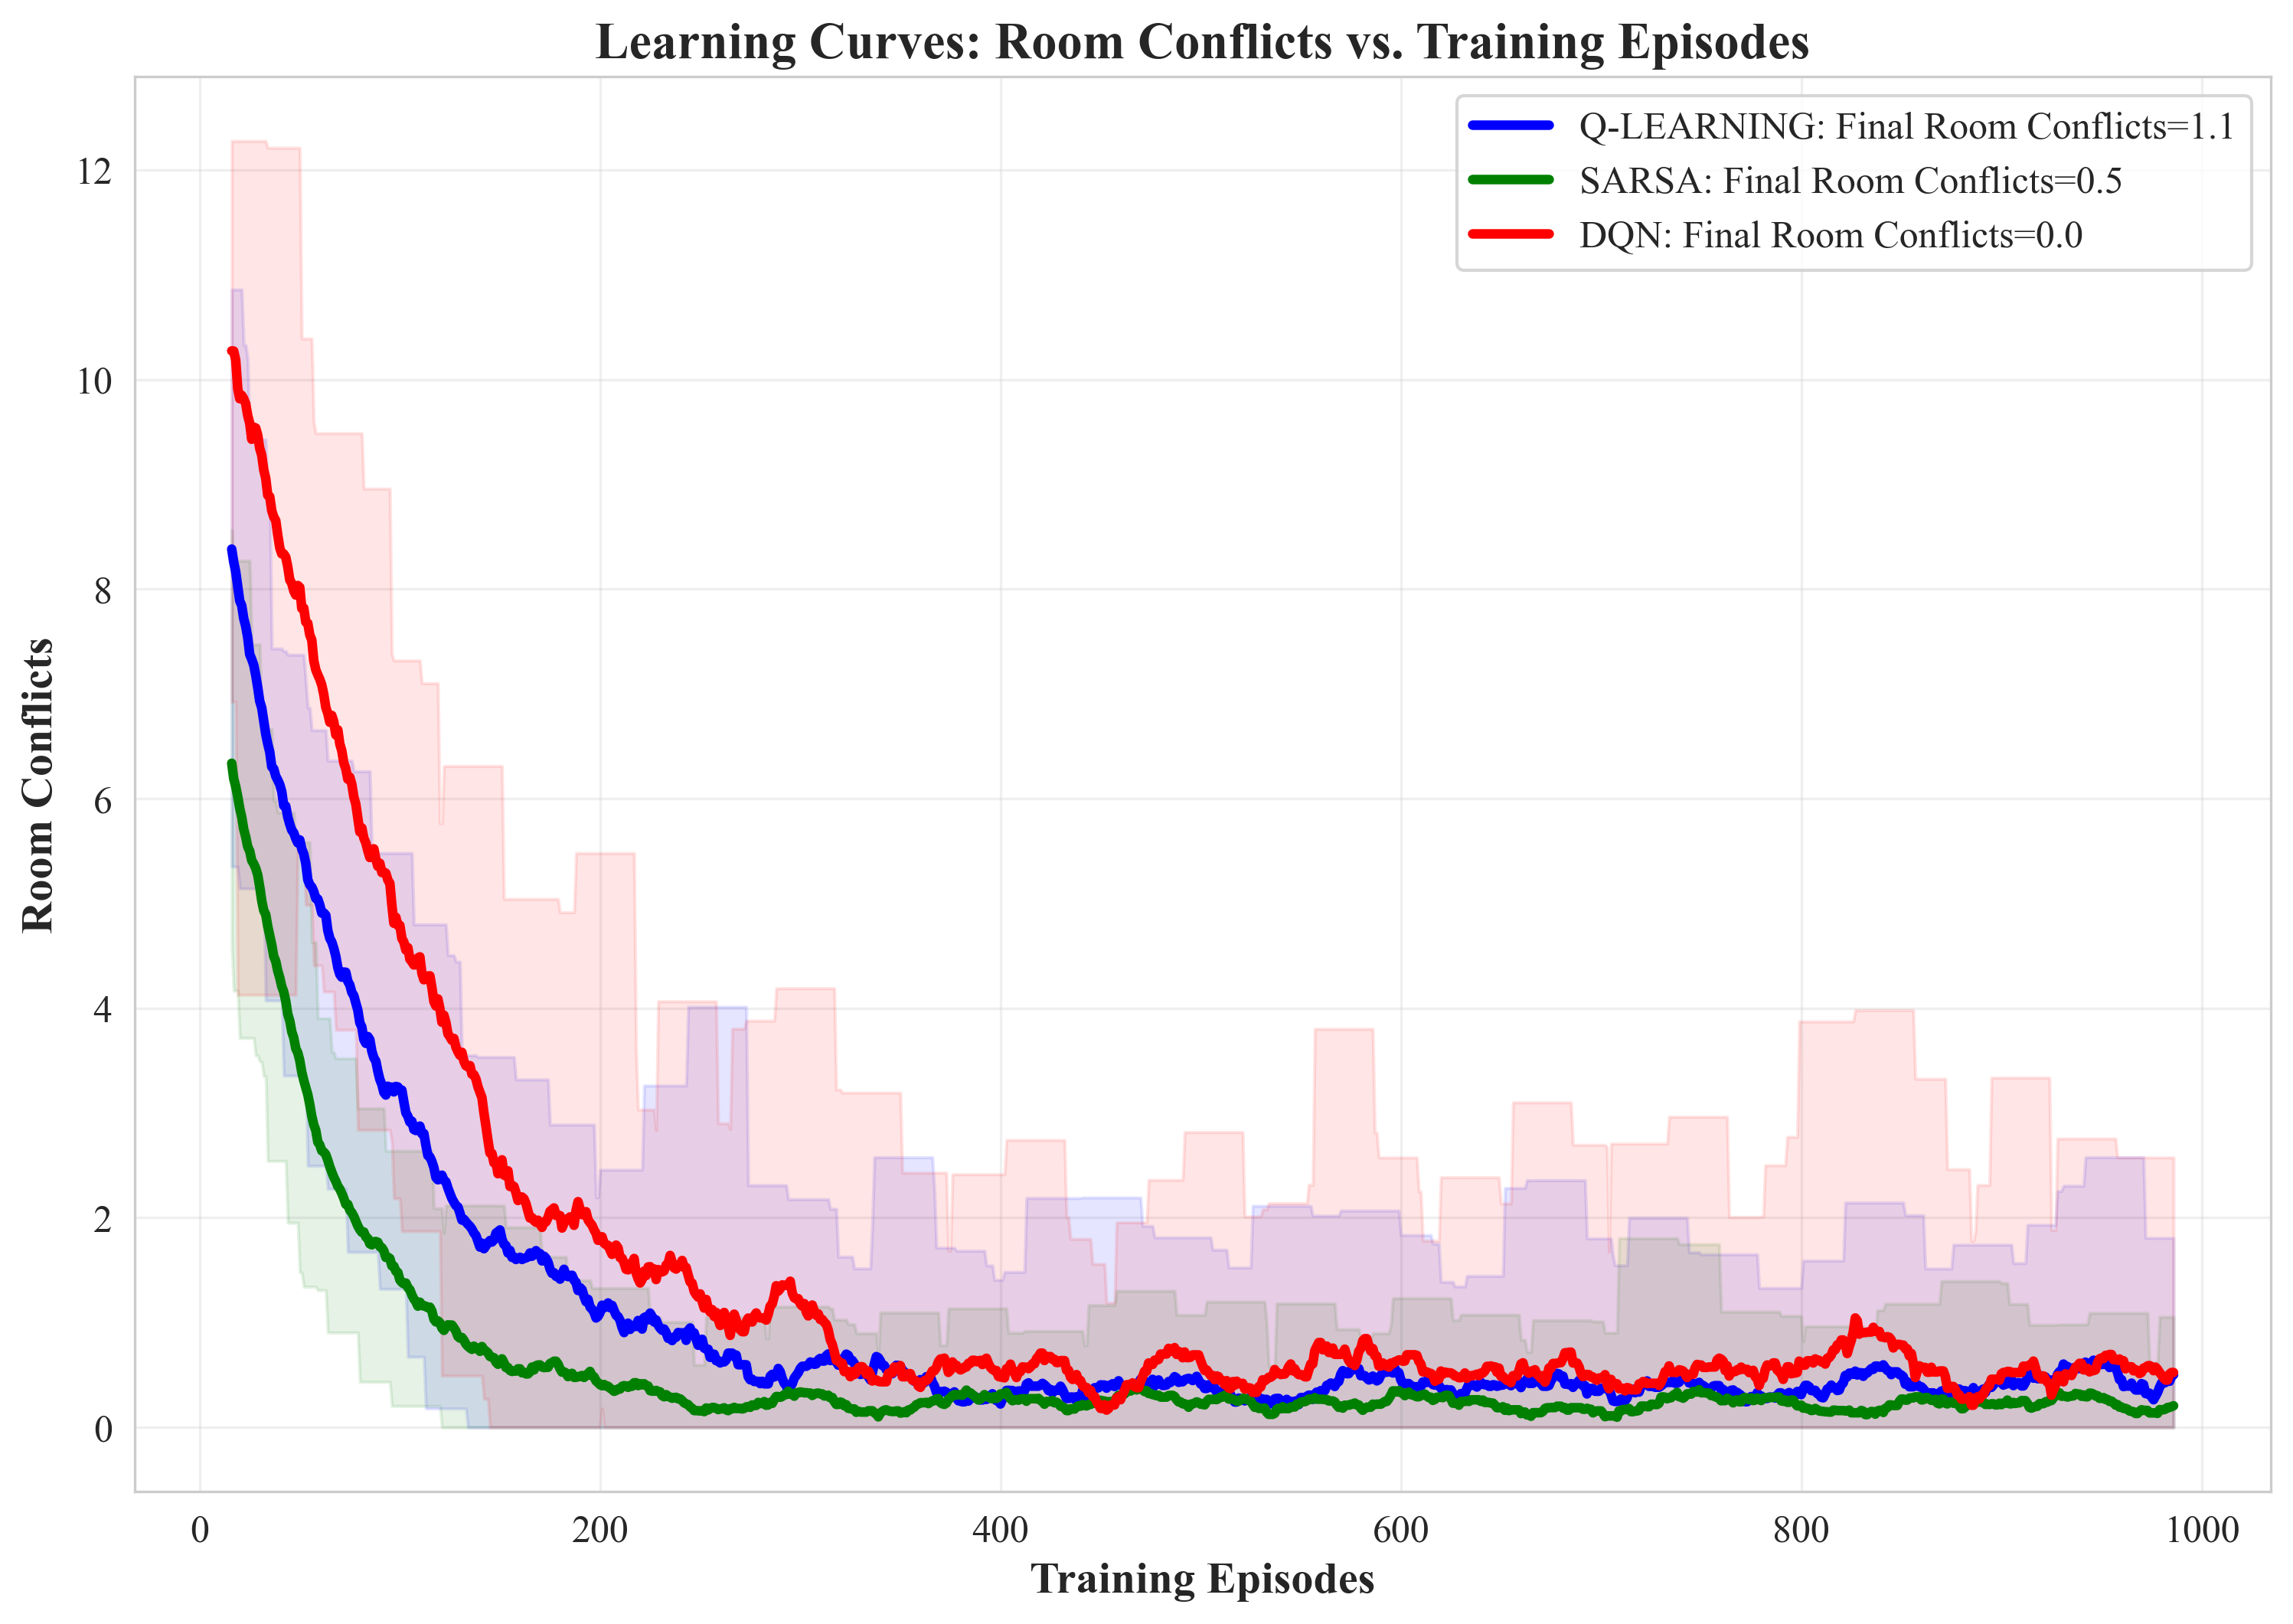 Learning Curves: Room Conflicts vs. Training Episodes
Q-LEARNING: Final Room Conflicts=1.1
SARSA: Final Room Conflicts=0.5
DQN: Final Room Conflicts=0.0
Room Conflicts
12
10
8
6
4
2
0
0 200 400 600 800 1000
Training Episodes